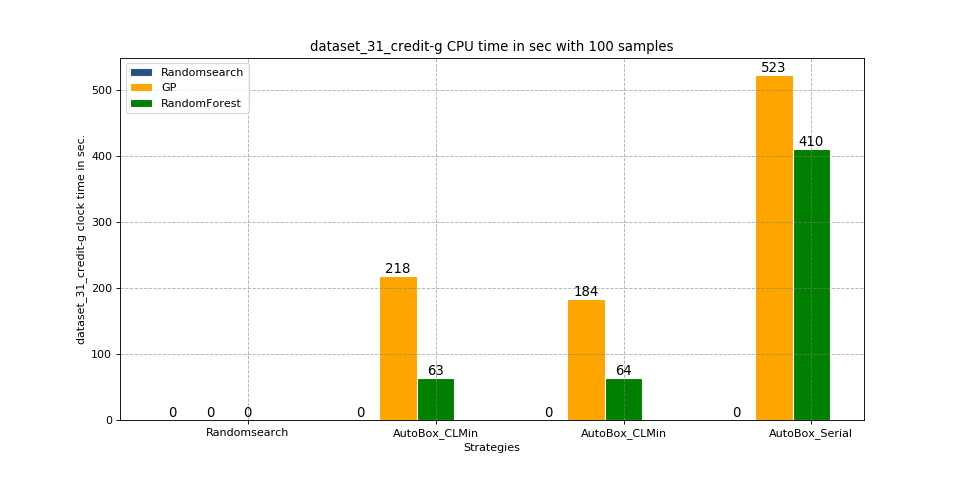 dataset_31_credit-g CPU time in sec with 100 samples
Randomsearch
GP
RandomForest
dataset_31_credit-g clock time in sec.
500
400
300
200
100
0
0 0 0
0 218 63
0 184 64
0 523 410
Randomsearch AutoBox_CLMin AutoBox_CLMin AutoBox_Serial
Strategies